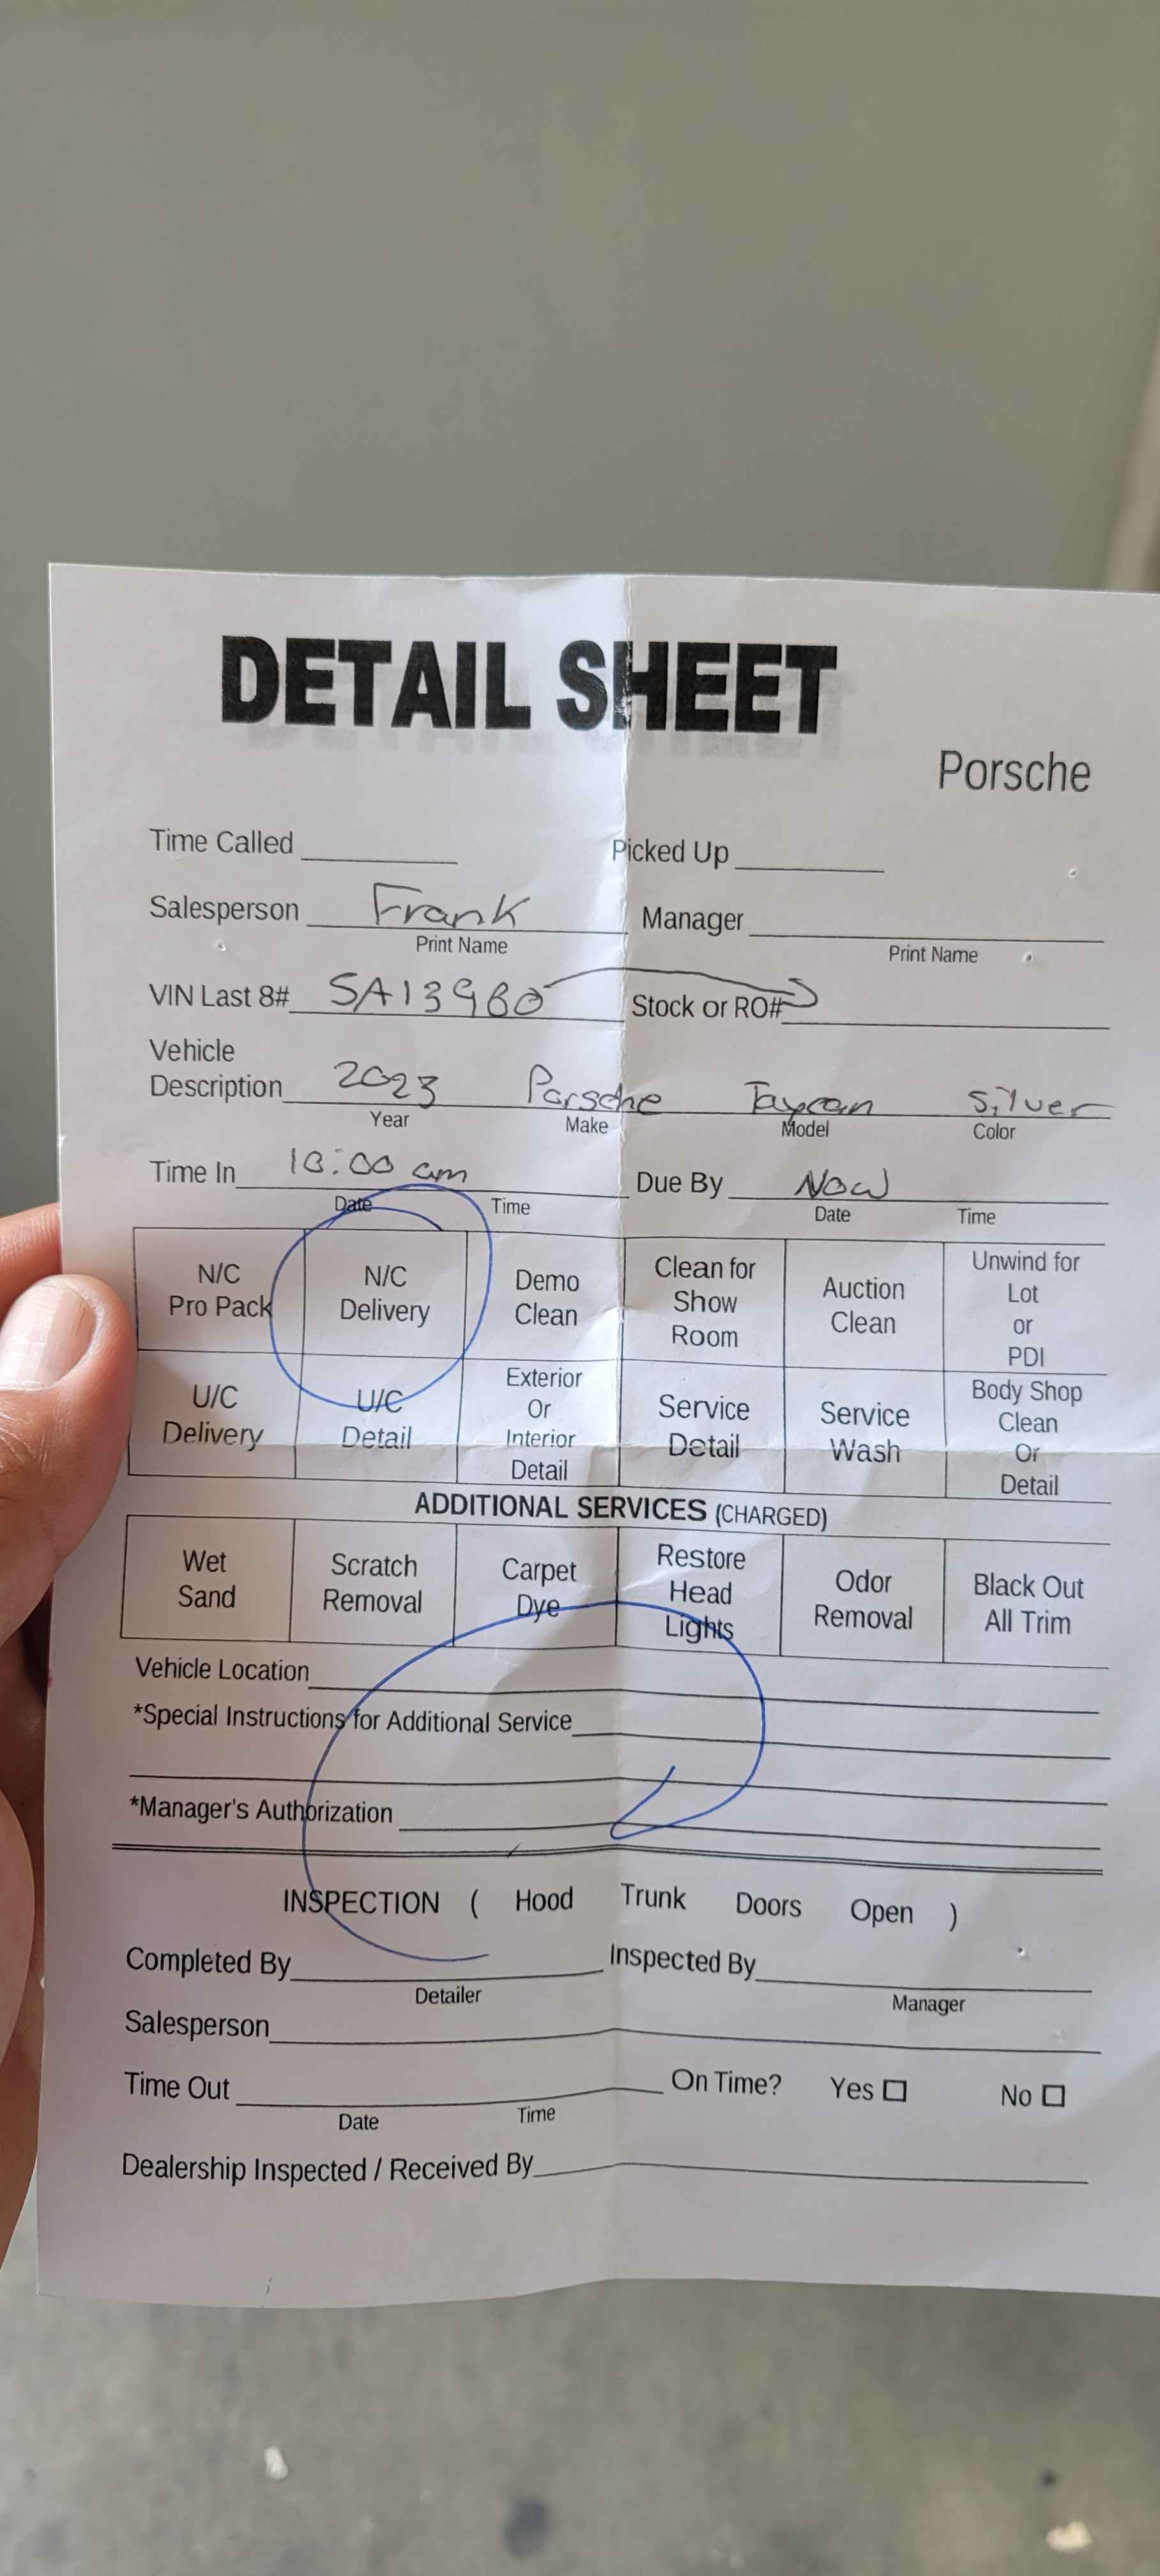 DETAIL SHEET
Porsche
Time Called Picked Up
Salesperson Frank Manager
Print Name Print Name
VIN Last 8# SA13980 Stock or RO#
Vehicle
Description 2023 Porsche Taycan Silver
Year Make Model Color
Time In 10:00 am Due By Now
Date Time Date Time
N/C Pro Pack N/C Delivery Demo Clean Clean for Show Room Auction Clean Unwind for Lot or PDI
U/C Delivery U/C Detail Exterior Or Interior Detail Service Detail Service Wash Body Shop Clean Or Detail
ADDITIONAL SERVICES (CHARGED)
Wet Sand Scratch Removal Carpet Dye Restore Head Lights Odor Removal Black Out All Trim
Vehicle Location
*Special Instructions for Additional Service
*Manager's Authorization
INSPECTION ( Hood Trunk Doors Open )
Completed By Inspected By
Detailer Manager
Salesperson
Time Out On Time? Yes ☐ No ☐
Date Time
Dealership Inspected / Received By